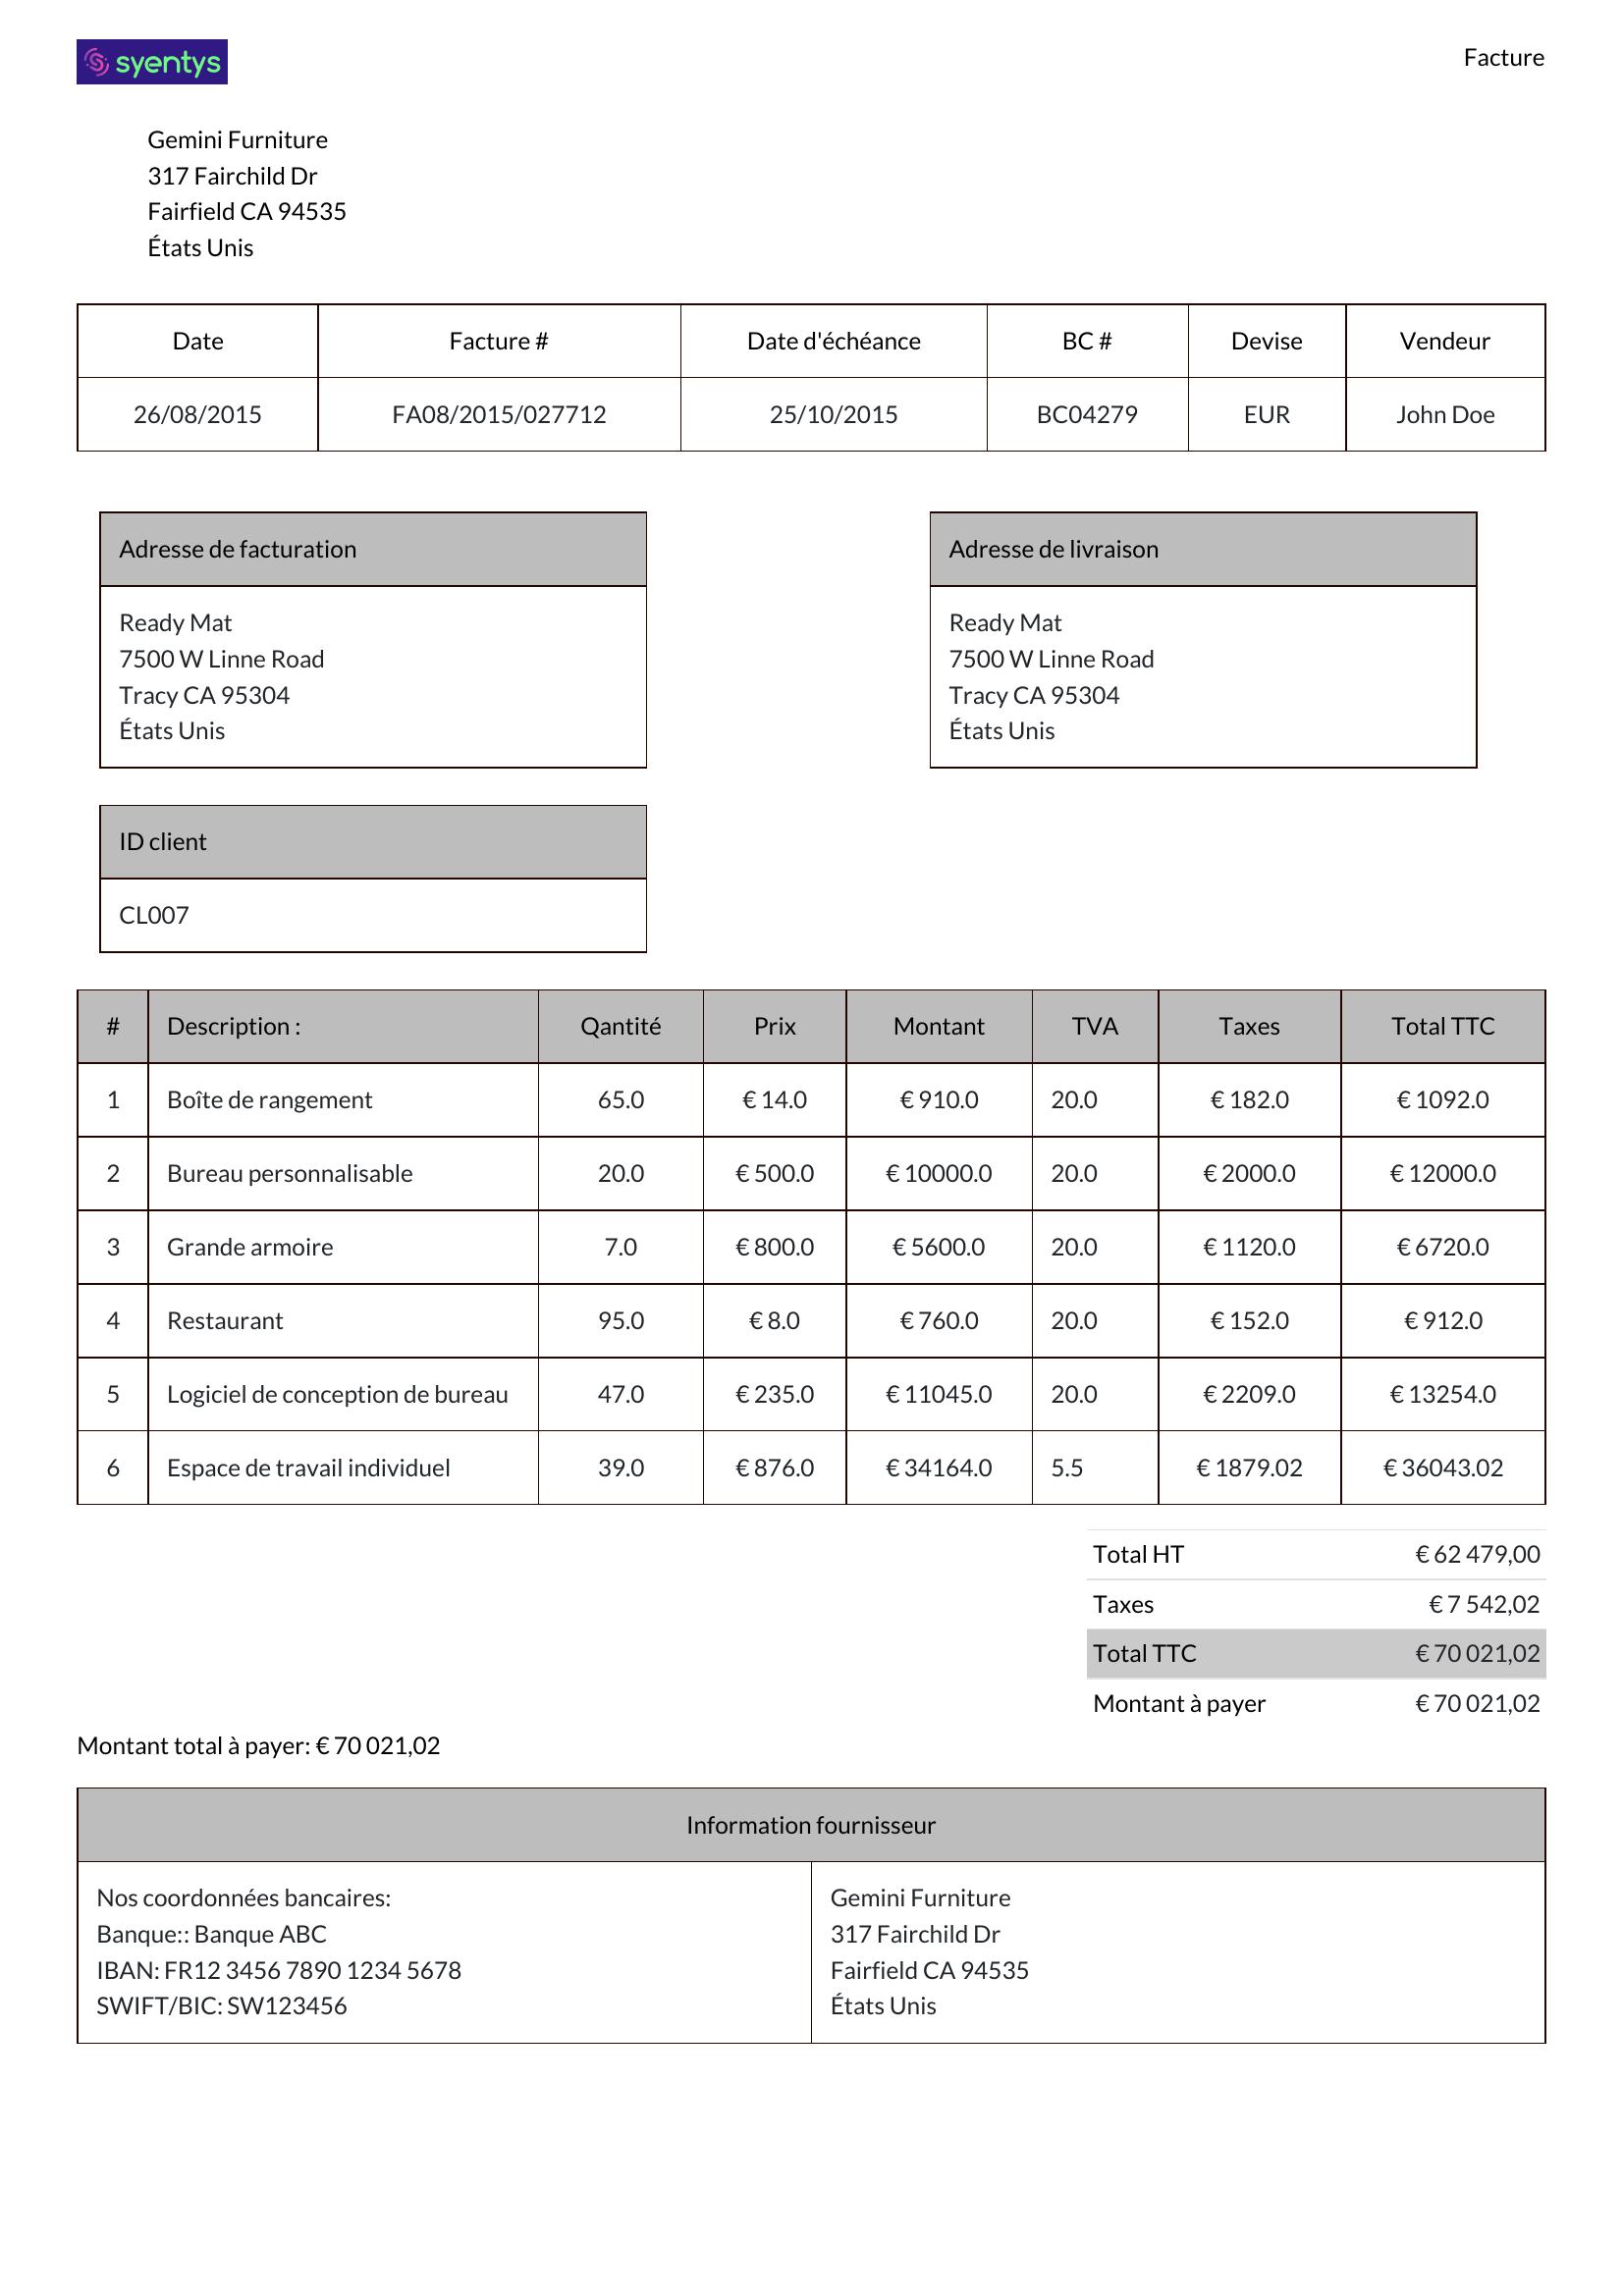 syentys
Facture
Gemini Furniture
317 Fairchild Dr
Fairfield CA 94535
États Unis
Date Facture # Date d'échéance BC # Devise Vendeur
26/08/2015 FA08/2015/027712 25/10/2015 BC04279 EUR John Doe
Adresse de facturation
Ready Mat
7500 W Linne Road
Tracy CA 95304
États Unis
Adresse de livraison
Ready Mat
7500 W Linne Road
Tracy CA 95304
États Unis
ID client
CL007
# Description : Qantité Prix Montant TVA Taxes Total TTC
1 Boîte de rangement 65.0 € 14.0 € 910.0 20.0 € 182.0 € 1092.0
2 Bureau personnalisable 20.0 € 500.0 € 10000.0 20.0 € 2000.0 € 12000.0
3 Grande armoire 7.0 € 800.0 € 5600.0 20.0 € 1120.0 € 6720.0
4 Restaurant 95.0 € 8.0 € 760.0 20.0 € 152.0 € 912.0
5 Logiciel de conception de bureau 47.0 € 235.0 € 11045.0 20.0 € 2209.0 € 13254.0
6 Espace de travail individuel 39.0 € 876.0 € 34164.0 5.5 € 1879.02 € 36043.02
Total HT € 62 479,00
Taxes € 7 542,02
Total TTC € 70 021,02
Montant à payer € 70 021,02
Montant total à payer: € 70 021,02
Information fournisseur
Nos coordonnées bancaires:
Banque:: Banque ABC
IBAN: FR12 3456 7890 1234 5678
SWIFT/BIC: SW123456
Gemini Furniture
317 Fairchild Dr
Fairfield CA 94535
États Unis